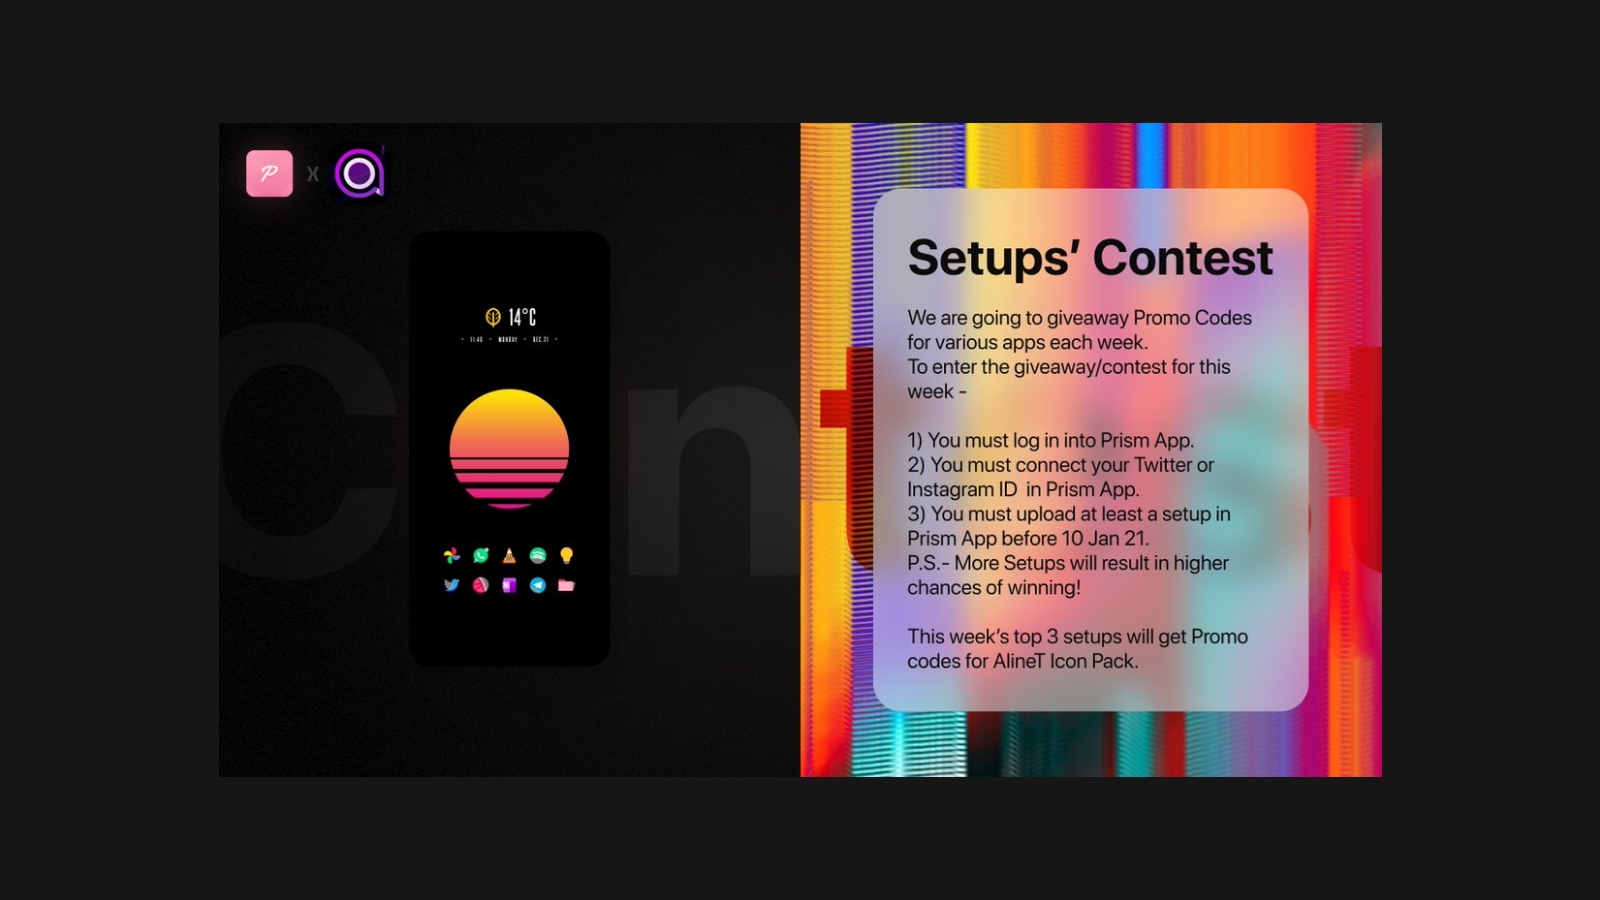 P X a
14°C
11:40 • MONDAY • DEC.21
Con
t t
Setups’ Contest
We are going to giveaway Promo Codes
for various apps each week.
To enter the giveaway/contest for this
week -
1) You must log in into Prism App.
2) You must connect your Twitter or
Instagram ID  in Prism App.
3) You must upload at least a setup in
Prism App before 10 Jan 21.
P.S.- More Setups will result in higher
chances of winning!
This week’s top 3 setups will get Promo
codes for AlineT Icon Pack.